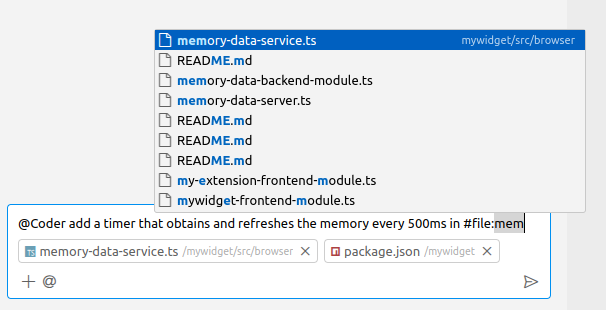 memory-data-service.ts mywidget/src/browser
README.md
memory-data-backend-module.ts
memory-data-server.ts
README.md
README.md
README.md
my-extension-frontend-module.ts
mywidget-frontend-module.ts
@Coder add a timer that obtains and refreshes the memory every 500ms in #file:mem
TS memory-data-service.ts /mywidget/src/browser × package.json /mywidget ×
+ @